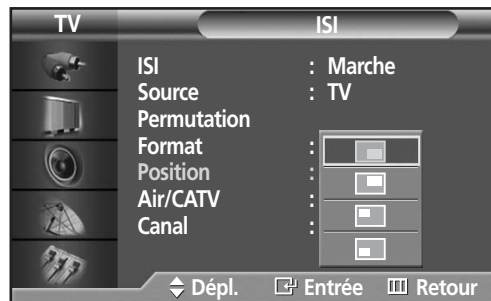 TV ISI
ISI : Marche
Source : TV
Permutation
Format :
Position :
Air/CATV :
Canal :
Dépl. Entrée Retour